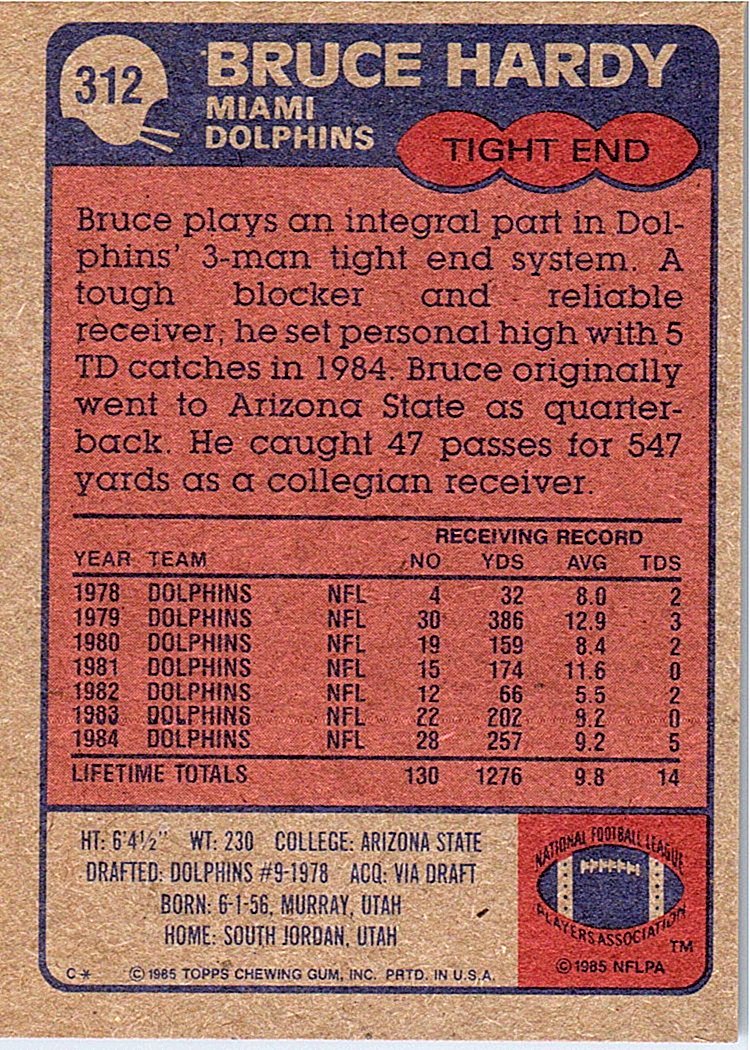 312
BRUCE HARDY
MIAMI
DOLPHINS
TIGHT END
Bruce plays an integral part in Dol-
phins' 3-man tight end system. A
tough blocker and reliable
receiver, he set personal high with 5
TD catches in 1984. Bruce originally
went to Arizona State as quarter-
back. He caught 47 passes for 547
yards as a collegian receiver.
RECEIVING RECORD
YEAR TEAM NO YDS AVG TDS
1978 DOLPHINS NFL 4 32 8.0 2
1979 DOLPHINS NFL 30 386 12.9 3
1980 DOLPHINS NFL 19 159 8.4 2
1981 DOLPHINS NFL 15 174 11.6 0
1982 DOLPHINS NFL 12 66 5.5 2
1983 DOLPHINS NFL 22 202 9.2 0
1984 DOLPHINS NFL 28 257 9.2 5
LIFETIME TOTALS 130 1276 9.8 14
HT: 6'4½" WT: 230 COLLEGE: ARIZONA STATE
DRAFTED: DOLPHINS #9-1978 ACQ: VIA DRAFT
BORN: 6-1-56, MURRAY, UTAH
HOME: SOUTH JORDAN, UTAH
C* © 1985 TOPPS CHEWING GUM, INC. PRTD. IN U.S.A.
NATIONAL FOOTBALL LEAGUE
PLAYERS ASSOCIATION
TM
© 1985 NFLPA